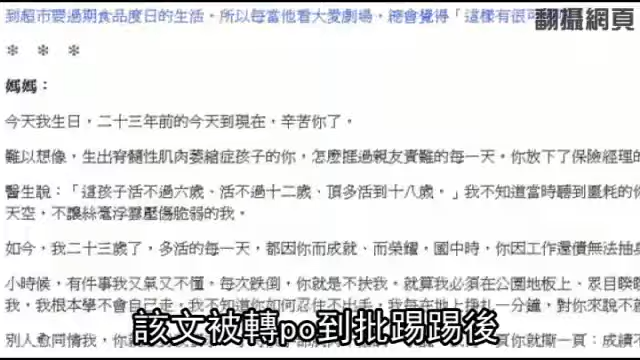 到超市要過期食品度日的生活。所以每當他看大愛劇場,總會覺得「這樣有很可
翻攝網頁
* * *
媽媽:
今天我生日,二十三年前的今天到現在,辛苦你了。
難以想像,生出脊髓性肌肉萎縮症孩子的你,怎麼捱過親友責難的每一天。你放下了保險經理的
醫生說:「這孩子活不過六歲、活不過十二歲、頂多活到十八歲。」我不知道當時聽到噩耗的你
天空,不讓絲毫浮塵壓傷脆弱的我。
如今,我二十三歲了,多活的每一天,都因你而成就、而榮耀。國中時,你因工作還債無法抽身
小時候,有件事我又氣又不懂。每次跌倒,你就是不扶我。就算我必須在公園地板上、眾目睽睽
我,我根本學不會自己走。我不知道你如何忍住不出手。我每在地上掙扎一分鐘,對你來說不
別人愈同情我,你
頁你就撕一頁:成績不
該文被轉po到批踢踢後